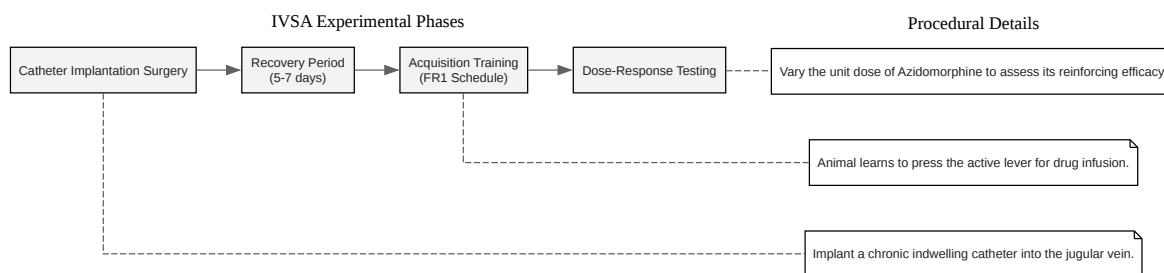 IVSA Experimental Phases
Procedural Details
Catheter Implantation Surgery
Recovery Period
(5-7 days)
Acquisition Training
(FR1 Schedule)
Dose-Response Testing
Vary the unit dose of Azidomorphine to assess its reinforcing efficacy
Animal learns to press the active lever for drug infusion.
Implant a chronic indwelling catheter into the jugular vein.